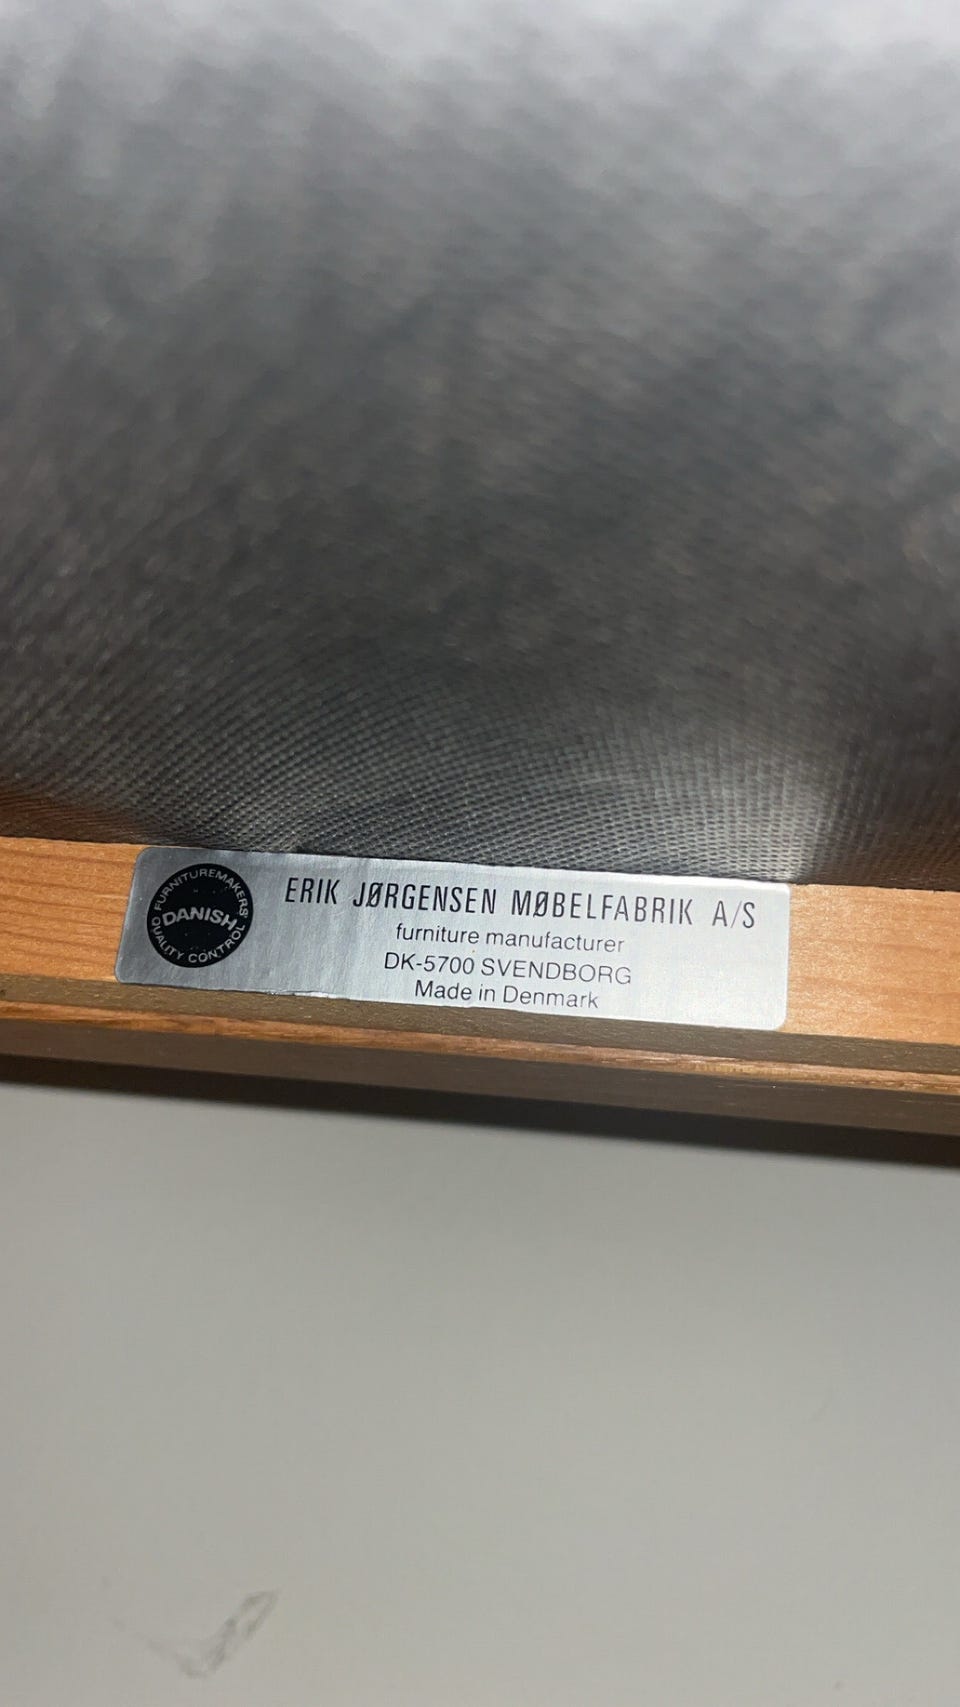 FURNITUREMAKERS'
DANISH
QUALITY CONTROL
ERIK JØRGENSEN MØBELFABRIK A/S
furniture manufacturer
DK-5700 SVENDBORG
Made in Denmark